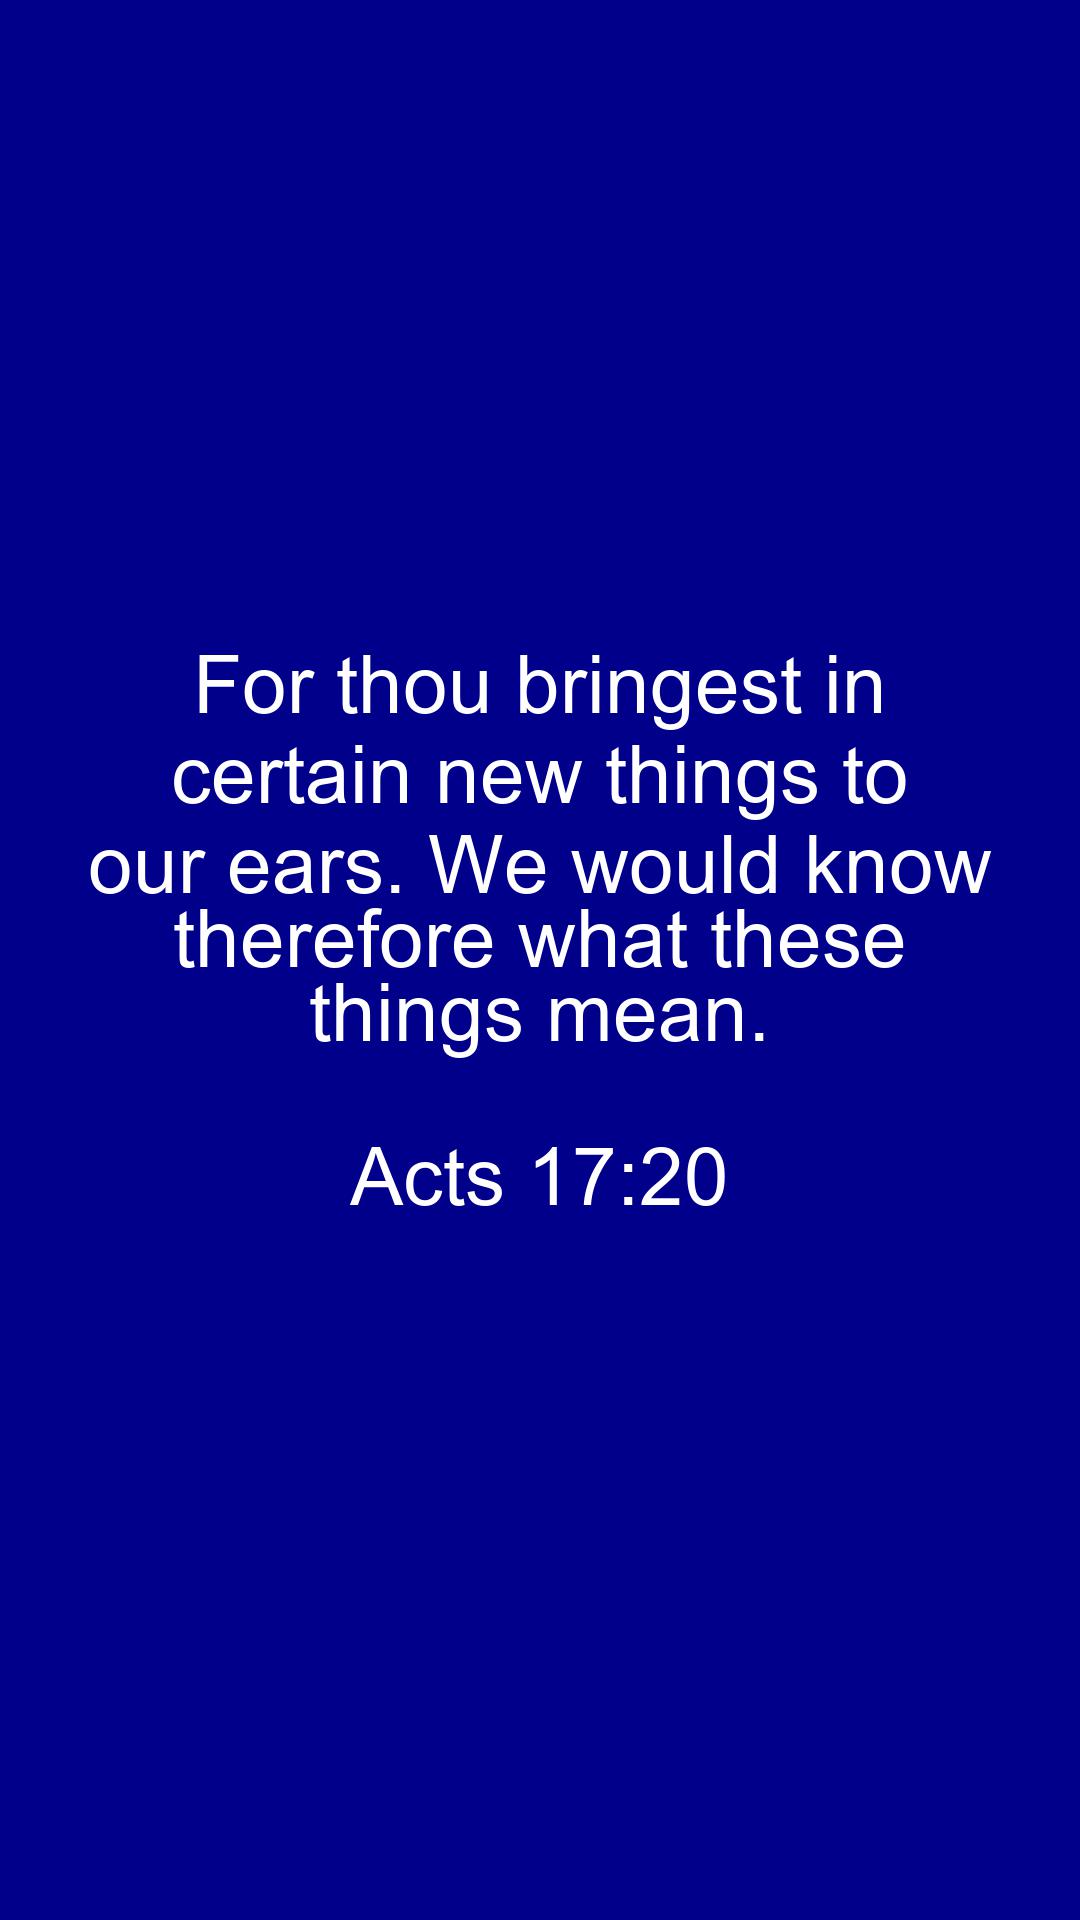 For thou bringest in
certain new things to
our ears. We would know
therefore what these
things mean.
Acts 17:20